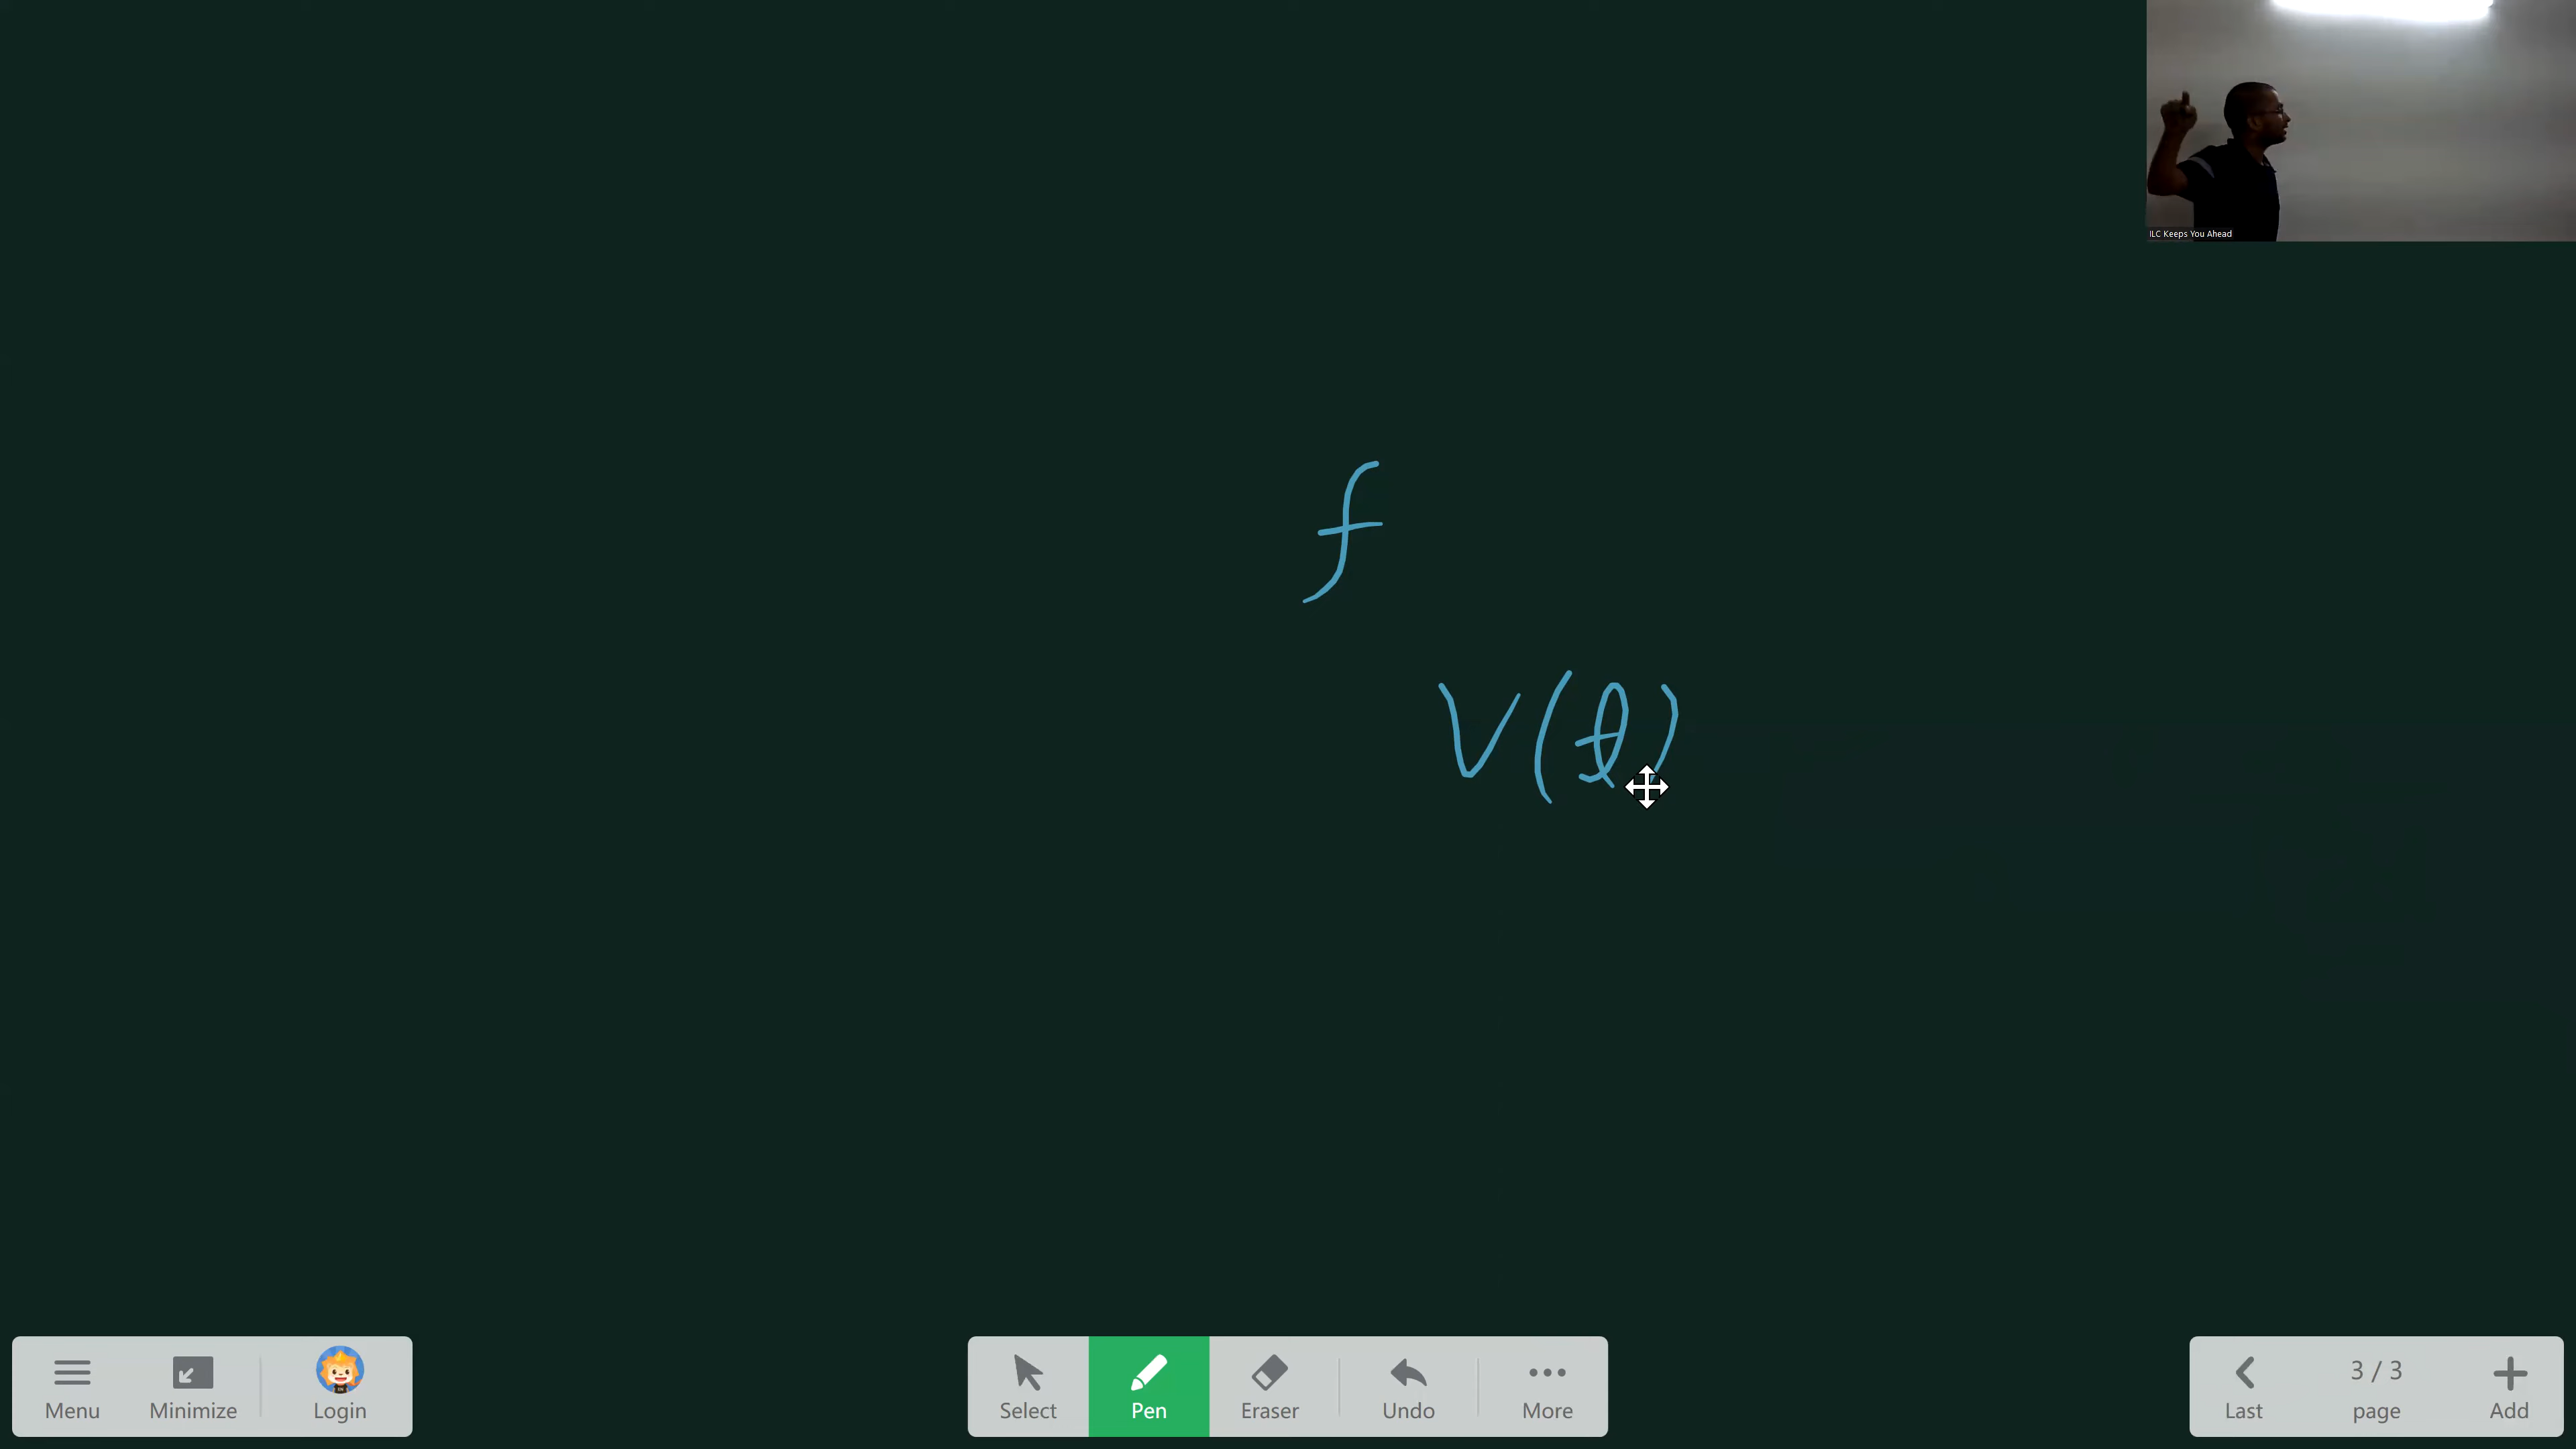 ILC Keeps You Ahead
f
Menu Minimize Login
Select Pen Eraser Undo More
Last 3 / 3 page Add